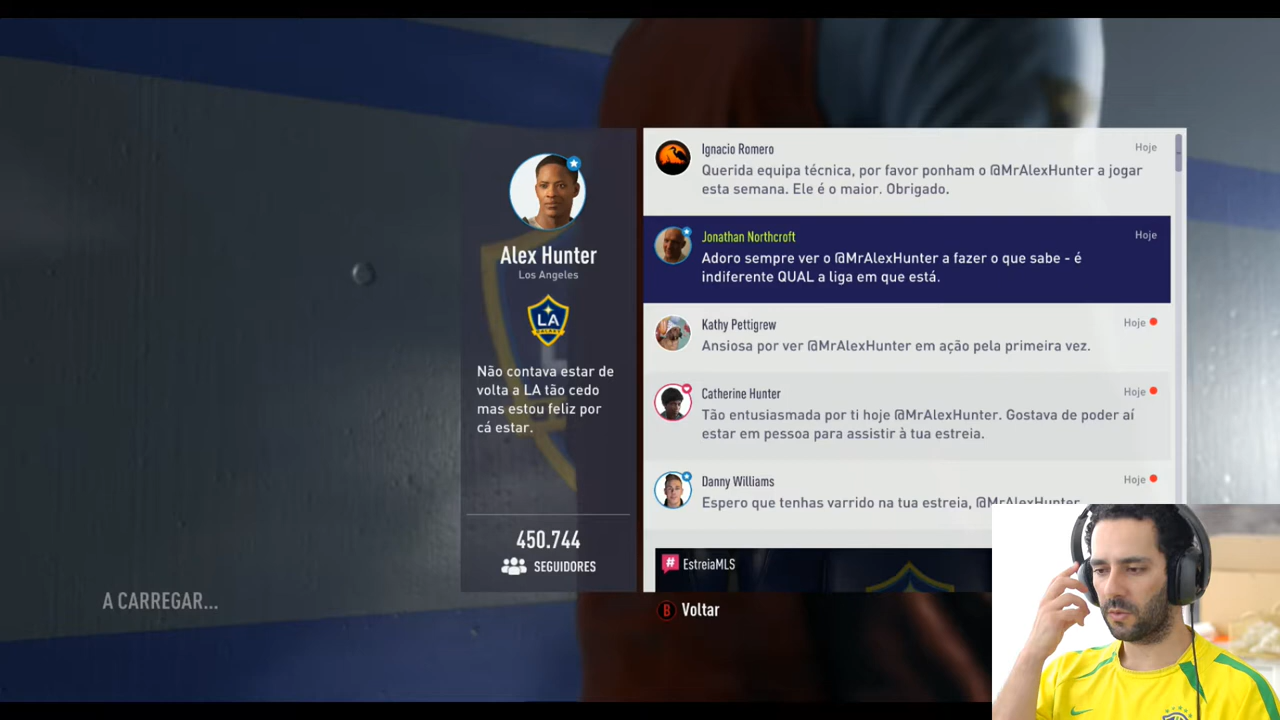 Ignacio Romero
Hoje
Querida equipa técnica, por favor ponham o @MrAlexHunter a jogar
esta semana. Ele é o maior. Obrigado.
Jonathan Northcroft
Hoje
Adoro sempre ver o @MrAlexHunter a fazer o que sabe - é
indiferente QUAL a liga em que está.
Kathy Pettigrew
Hoje
Ansiosa por ver @MrAlexHunter em ação pela primeira vez.
Catherine Hunter
Hoje
Tão entusiasmada por ti hoje @MrAlexHunter. Gostava de poder aí
estar em pessoa para assistir à tua estreia.
Danny Williams
Hoje
Espero que tenhas varrido na tua estreia, @MrAlexHunter
# EstreiaMLS
Alex Hunter
Los Angeles
LA
GALAXY
Não contava estar de
volta a LA tão cedo
mas estou feliz por
cá estar.
450.744
SEGUIDORES
A CARREGAR...
B Voltar